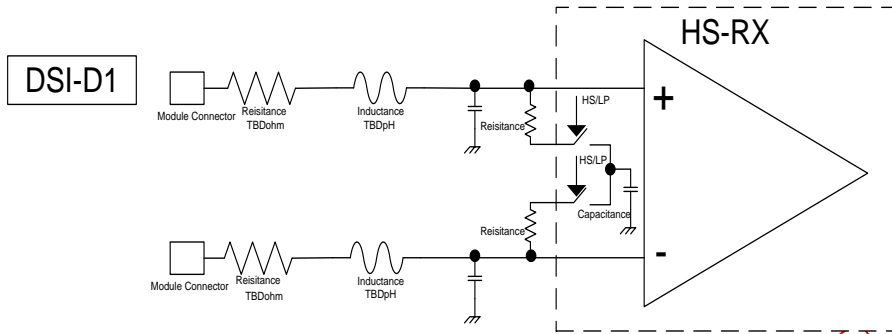 HS-RX
DSI-D1
Module Connector
Reisitance
TBDohm
Inductance
TBDpH
Reisitance
HS/LP
+
HS/LP
Capacitance
Reisitance
-
Module Connector
Reisitance
TBDohm
Inductance
TBDpH